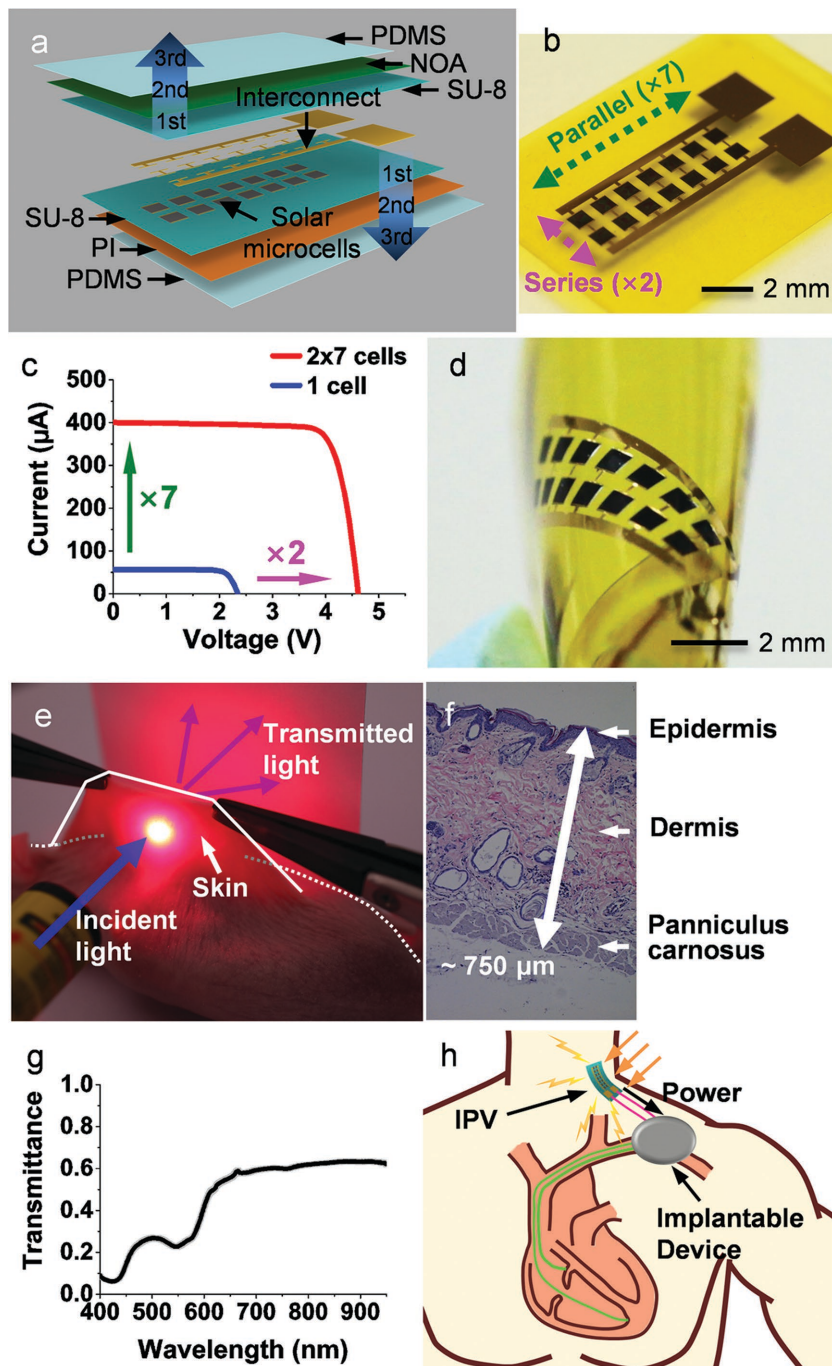 a
PDMS
NOA
SU-8
3rd
2nd
1st
Interconnect
1st
2nd
3rd
SU-8
PI
PDMS
Solar
microcells
b
Parallel (×7)
Series (×2)
2 mm
c
2x7 cells
1 cell
Current (µA)
500
400
300
200
100
0
×7
×2
0 1 2 3 4 5
Voltage (V)
d
2 mm
e
Transmitted
light
Skin
Incident
light
f
Epidermis
Dermis
Panniculus
carnosus
~ 750 µm
g
Transmittance
1.0
0.8
0.6
0.4
0.2
0.0
400 500 600 700 800 900
Wavelength (nm)
h
IPV
Power
Implantable
Device